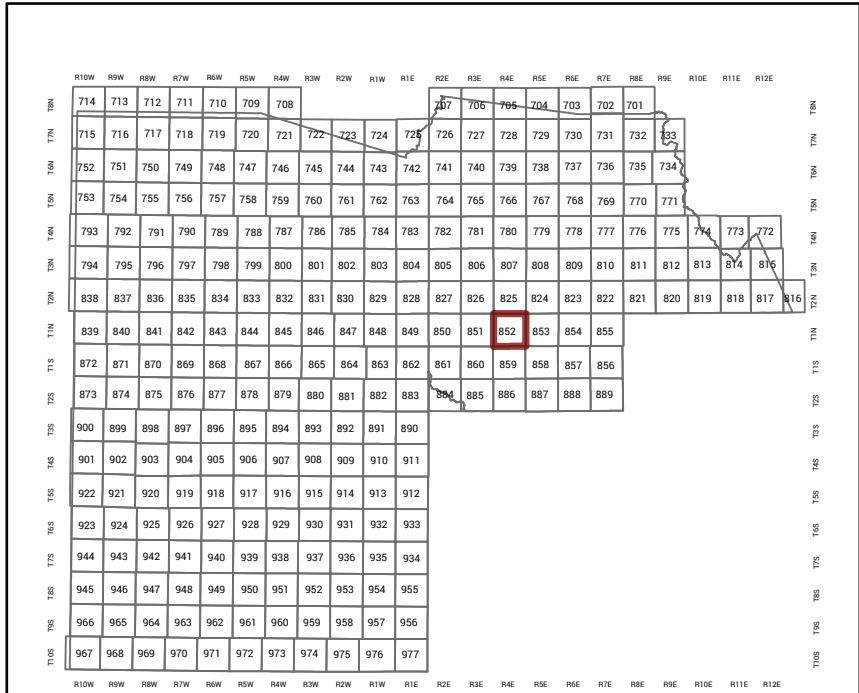 R10W R9W R8W R7W R6W R5W R4W R3W R2W R1W R1E R2E R3E R4E R5E R6E R7E R8E R9E R10E R11E R12E
T8N 714 713 712 711 710 709 708 707 706 705 704 703 702 701 T8N
T7N 715 716 717 718 719 720 721 722 723 724 725 726 727 728 729 730 731 732 733 T7N
T6N 752 751 750 749 748 747 746 745 744 743 742 741 740 739 738 737 736 735 734 T6N
T5N 753 754 755 756 757 758 759 760 761 762 763 764 765 766 767 768 769 770 771 T5N
T4N 793 792 791 790 789 788 787 786 785 784 783 782 781 780 779 778 777 776 775 774 773 772 T4N
T3N 794 795 796 797 798 799 800 801 802 803 804 805 806 807 808 809 810 811 812 813 814 815 T3N
T2N 838 837 836 835 834 833 832 831 830 829 828 827 826 825 824 823 822 821 820 819 818 817 816 T2N
T1N 839 840 841 842 843 844 845 846 847 848 849 850 851 852 853 854 855 T1N
T1S 872 871 870 869 868 867 866 865 864 863 862 861 860 859 858 857 856 T1S
T2S 873 874 875 876 877 878 879 880 881 882 883 884 885 886 887 888 889 T2S
T3S 900 899 898 897 896 895 894 893 892 891 890 T3S
T4S 901 902 903 904 905 906 907 908 909 910 911 T4S
T5S 922 921 920 919 918 917 916 915 914 913 912 T5S
T6S 923 924 925 926 927 928 929 930 931 932 933 T6S
T7S 944 943 942 941 940 939 938 937 936 935 934 T7S
T8S 945 946 947 948 949 950 951 952 953 954 955 T8S
T9S 966 965 964 963 962 961 960 959 958 957 956 T9S
T10S 967 968 969 970 971 972 973 974 975 976 977 T10S
R10W R9W R8W R7W R6W R5W R4W R3W R2W R1W R1E R2E R3E R4E R5E R6E R7E R8E R9E R10E R11E R12E